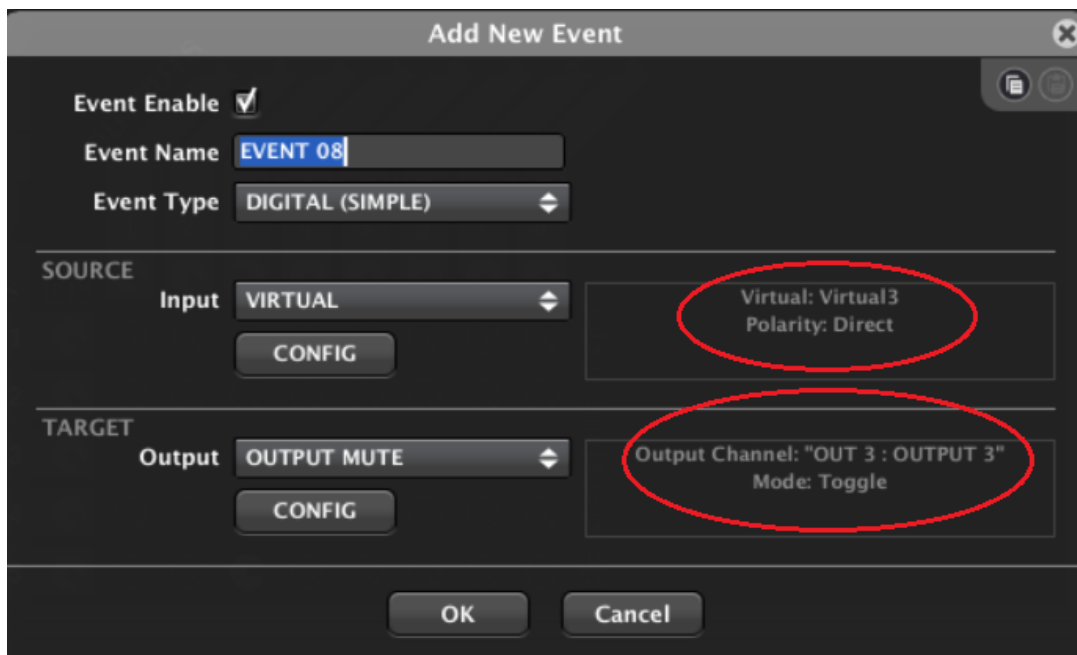 Add New Event
Event Enable
Event Name EVENT 08
Event Type DIGITAL (SIMPLE)
SOURCE
Input VIRTUAL
CONFIG
Virtual: Virtual3
Polarity: Direct
TARGET
Output OUTPUT MUTE
CONFIG
Output Channel: "OUT 3 : OUTPUT 3"
Mode: Toggle
OK Cancel